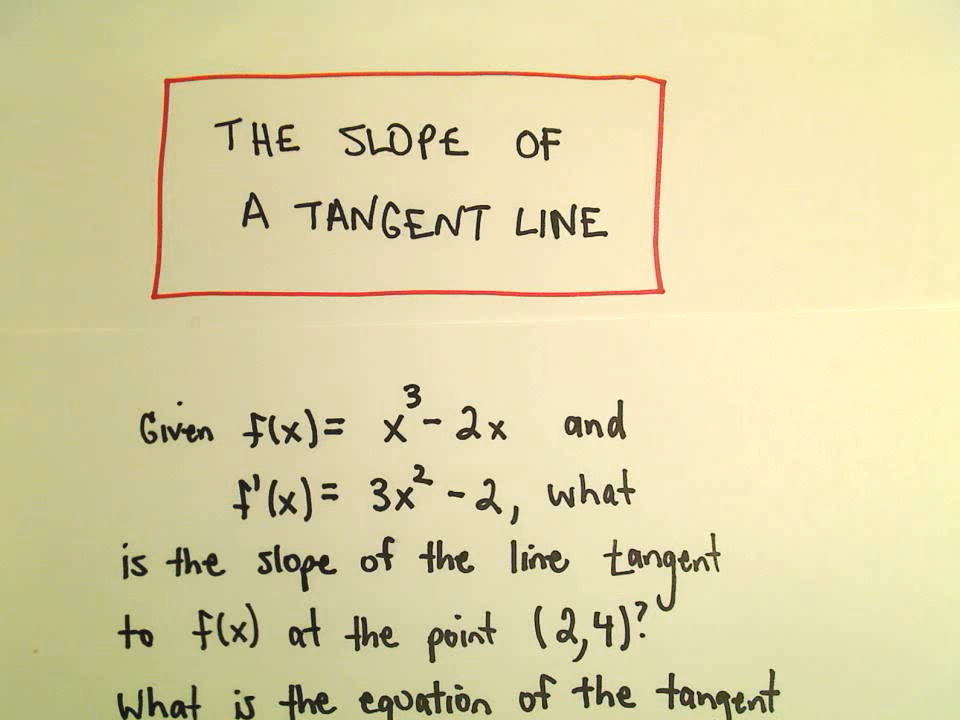 THE SLOPE OF
A TANGENT LINE
Given f(x)= x³ - 2x and
f'(x)= 3x² - 2, what
is the slope of the line tangent
to f(x) at the point (2,4)?
What is the equation of the tangent